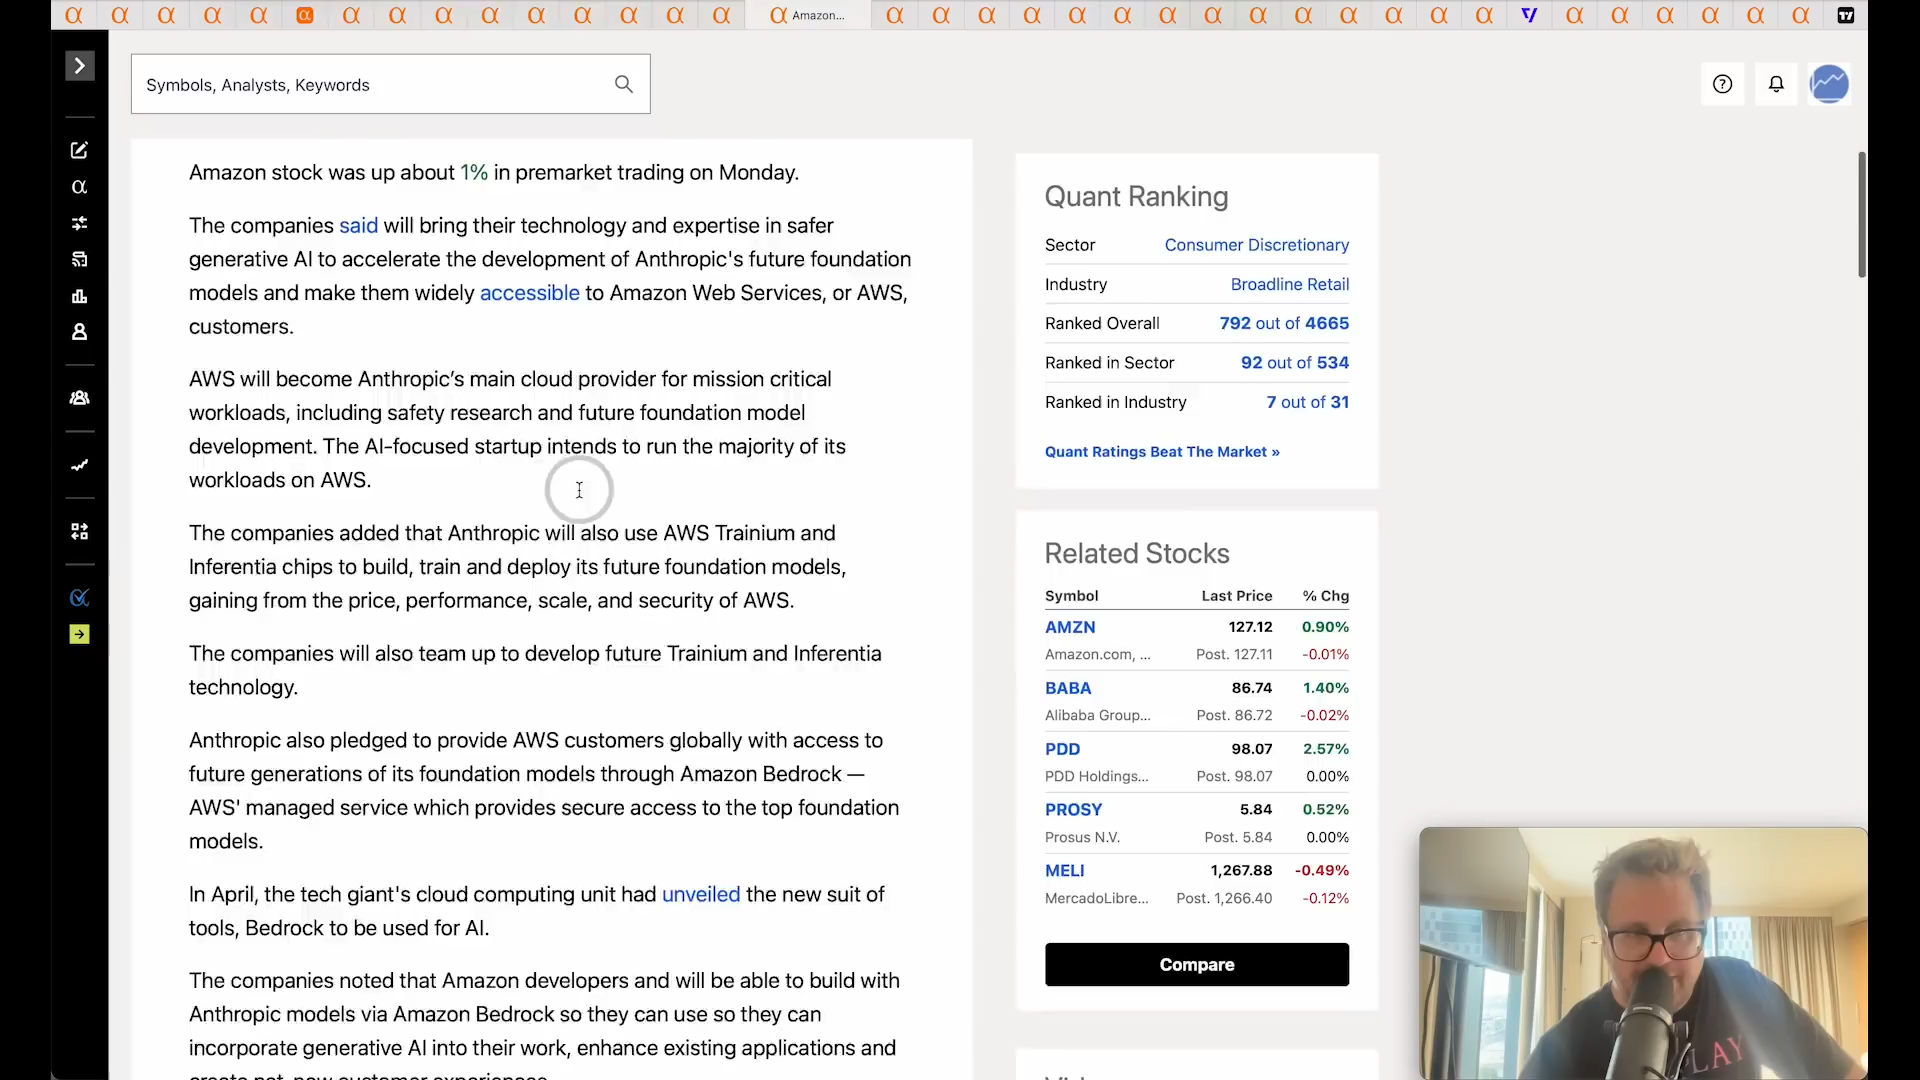 Amazon...
Symbols, Analysts, Keywords
Amazon stock was up about 1% in premarket trading on Monday.
The companies said will bring their technology and expertise in safer
generative AI to accelerate the development of Anthropic's future foundation
models and make them widely accessible to Amazon Web Services, or AWS,
customers.
AWS will become Anthropic’s main cloud provider for mission critical
workloads, including safety research and future foundation model
development. The AI-focused startup intends to run the majority of its
workloads on AWS.
The companies added that Anthropic will also use AWS Trainium and
Inferentia chips to build, train and deploy its future foundation models,
gaining from the price, performance, scale, and security of AWS.
The companies will also team up to develop future Trainium and Inferentia
technology.
Anthropic also pledged to provide AWS customers globally with access to
future generations of its foundation models through Amazon Bedrock —
AWS' managed service which provides secure access to the top foundation
models.
In April, the tech giant's cloud computing unit had unveiled the new suit of
tools, Bedrock to be used for AI.
The companies noted that Amazon developers and will be able to build with
Anthropic models via Amazon Bedrock so they can use so they can
incorporate generative AI into their work, enhance existing applications and
create net-new customer experiences
Quant Ranking
Sector Consumer Discretionary
Industry Broadline Retail
Ranked Overall 792 out of 4665
Ranked in Sector 92 out of 534
Ranked in Industry 7 out of 31
Quant Ratings Beat The Market »
Related Stocks
Symbol Last Price % Chg
AMZN 127.12 0.90%
Amazon.com, ... Post. 127.11 -0.01%
BABA 86.74 1.40%
Alibaba Group... Post. 86.72 -0.02%
PDD 98.07 2.57%
PDD Holdings... Post. 98.07 0.00%
PROSY 5.84 0.52%
Prosus N.V. Post. 5.84 0.00%
MELI 1,267.88 -0.49%
MercadoLibre... Post. 1,266.40 -0.12%
Compare
LAY